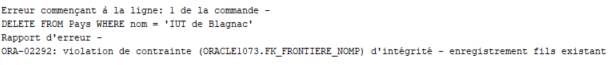 Erreur commençant à la ligne: 1 de la commande -
DELETE FROM Pays WHERE nom = 'IUT de Blagnac'
Rapport d'erreur -
ORA-02292: violation de contrainte (ORACLE1073.FK_FRONTIERE_NOMP) d'intégrité - enregistrement fils existant